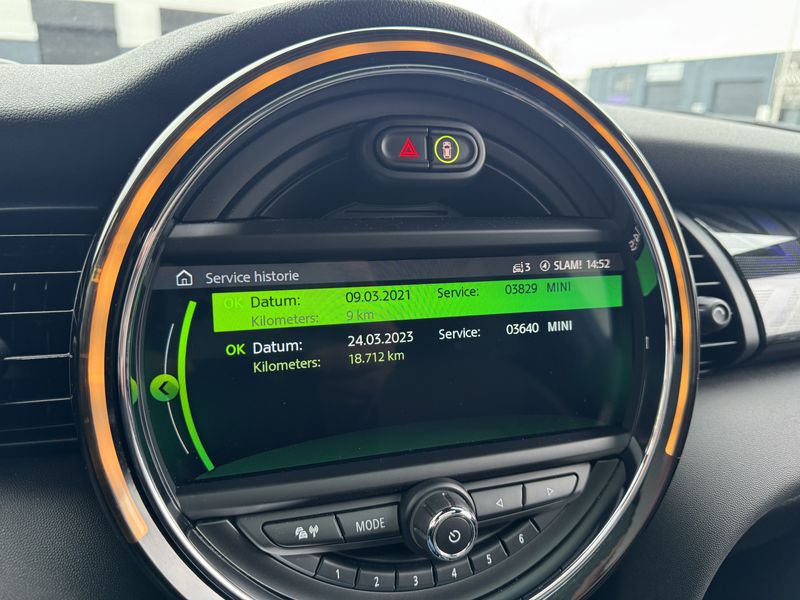 Service historie 3 4 SLAM! 14:52
OK Datum: 09.03.2021 Service: 03829 MINI
Kilometers: 9 km
OK Datum: 24.03.2023 Service: 03640 MINI
Kilometers: 18.712 km
MODE
1 2 3 4 5 6